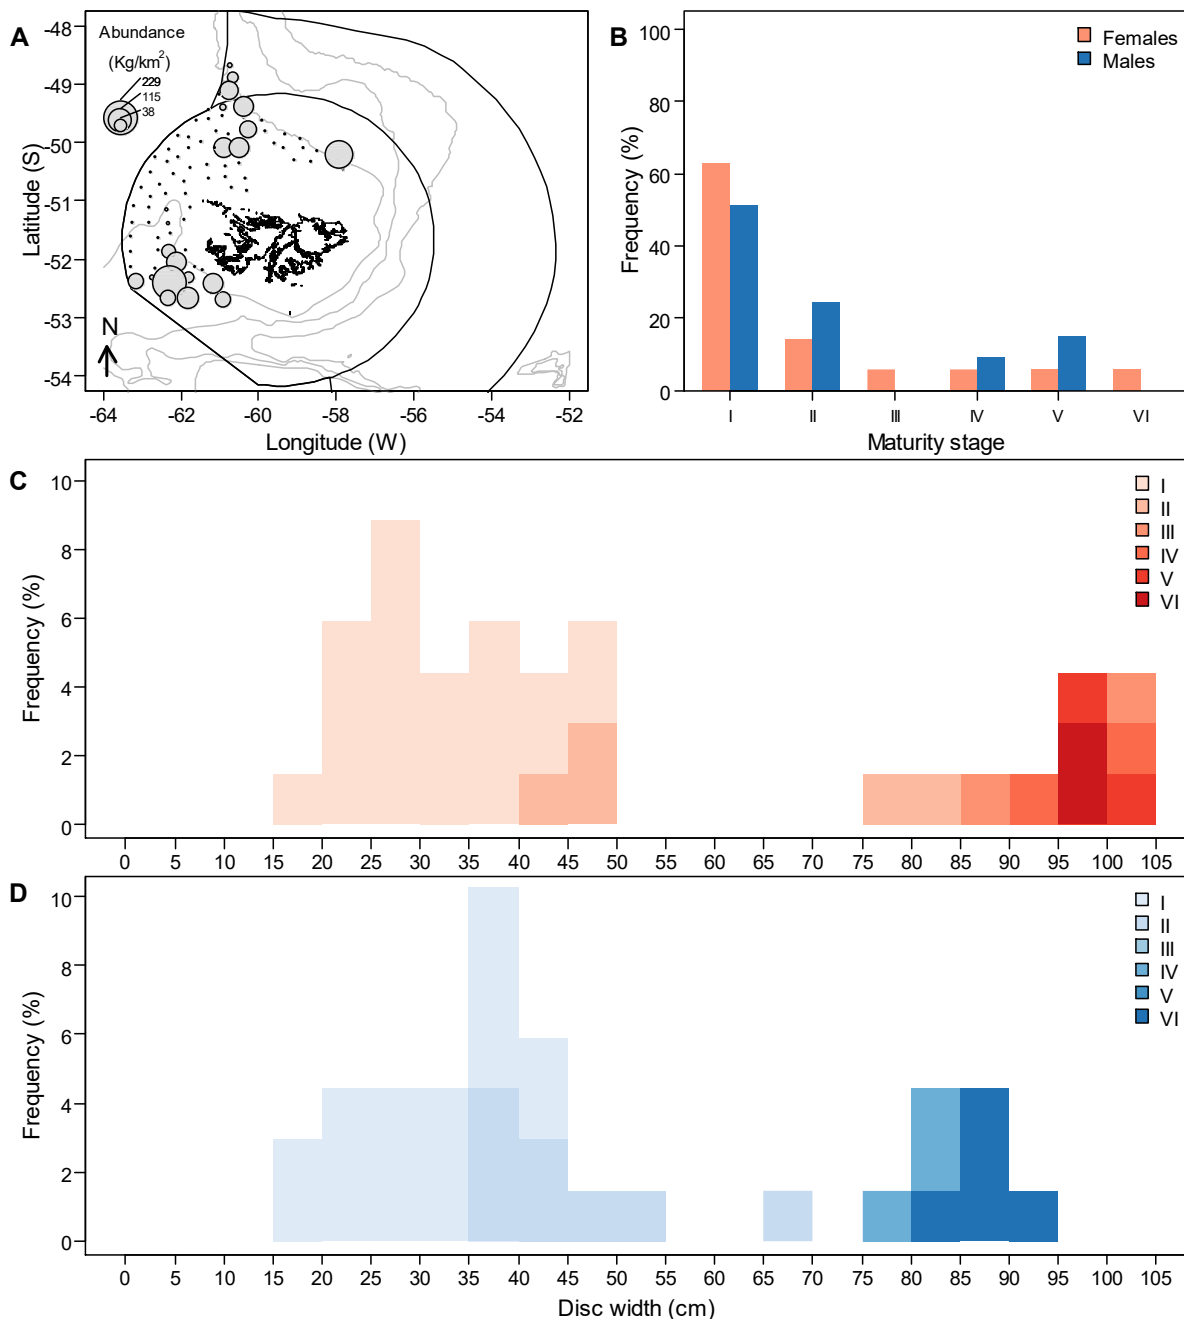 A
Abundance
(Kg/km2)
229
115
38
-48
-49
-50
-51
-52
-53
-54
Latitude (S)
N
-64 -62 -60 -58 -56 -54 -52
Longitude (W)
B
Females
Males
100
80
60
40
20
0
Frequency (%)
I II III IV V VI
Maturity stage
C
I
II
III
IV
V
VI
10
8
6
4
2
0
Frequency (%)
0 5 10 15 20 25 30 35 40 45 50 55 60 65 70 75 80 85 90 95 100 105
D
I
II
III
IV
V
VI
10
8
6
4
2
0
Frequency (%)
0 5 10 15 20 25 30 35 40 45 50 55 60 65 70 75 80 85 90 95 100 105
Disc width (cm)